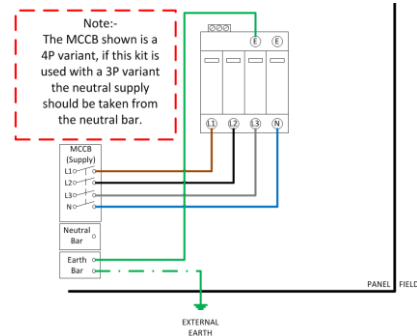 Note:-
The MCCB shown is a
4P variant, if this kit is
used with a 3P variant
the neutral supply
should be taken from
the neutral bar.
E E
L1 L2 L3 N
MCCB
(Supply)
L1
L2
L3
N
Neutral
Bar
Earth
Bar
PANEL FIELD
EXTERNAL
EARTH